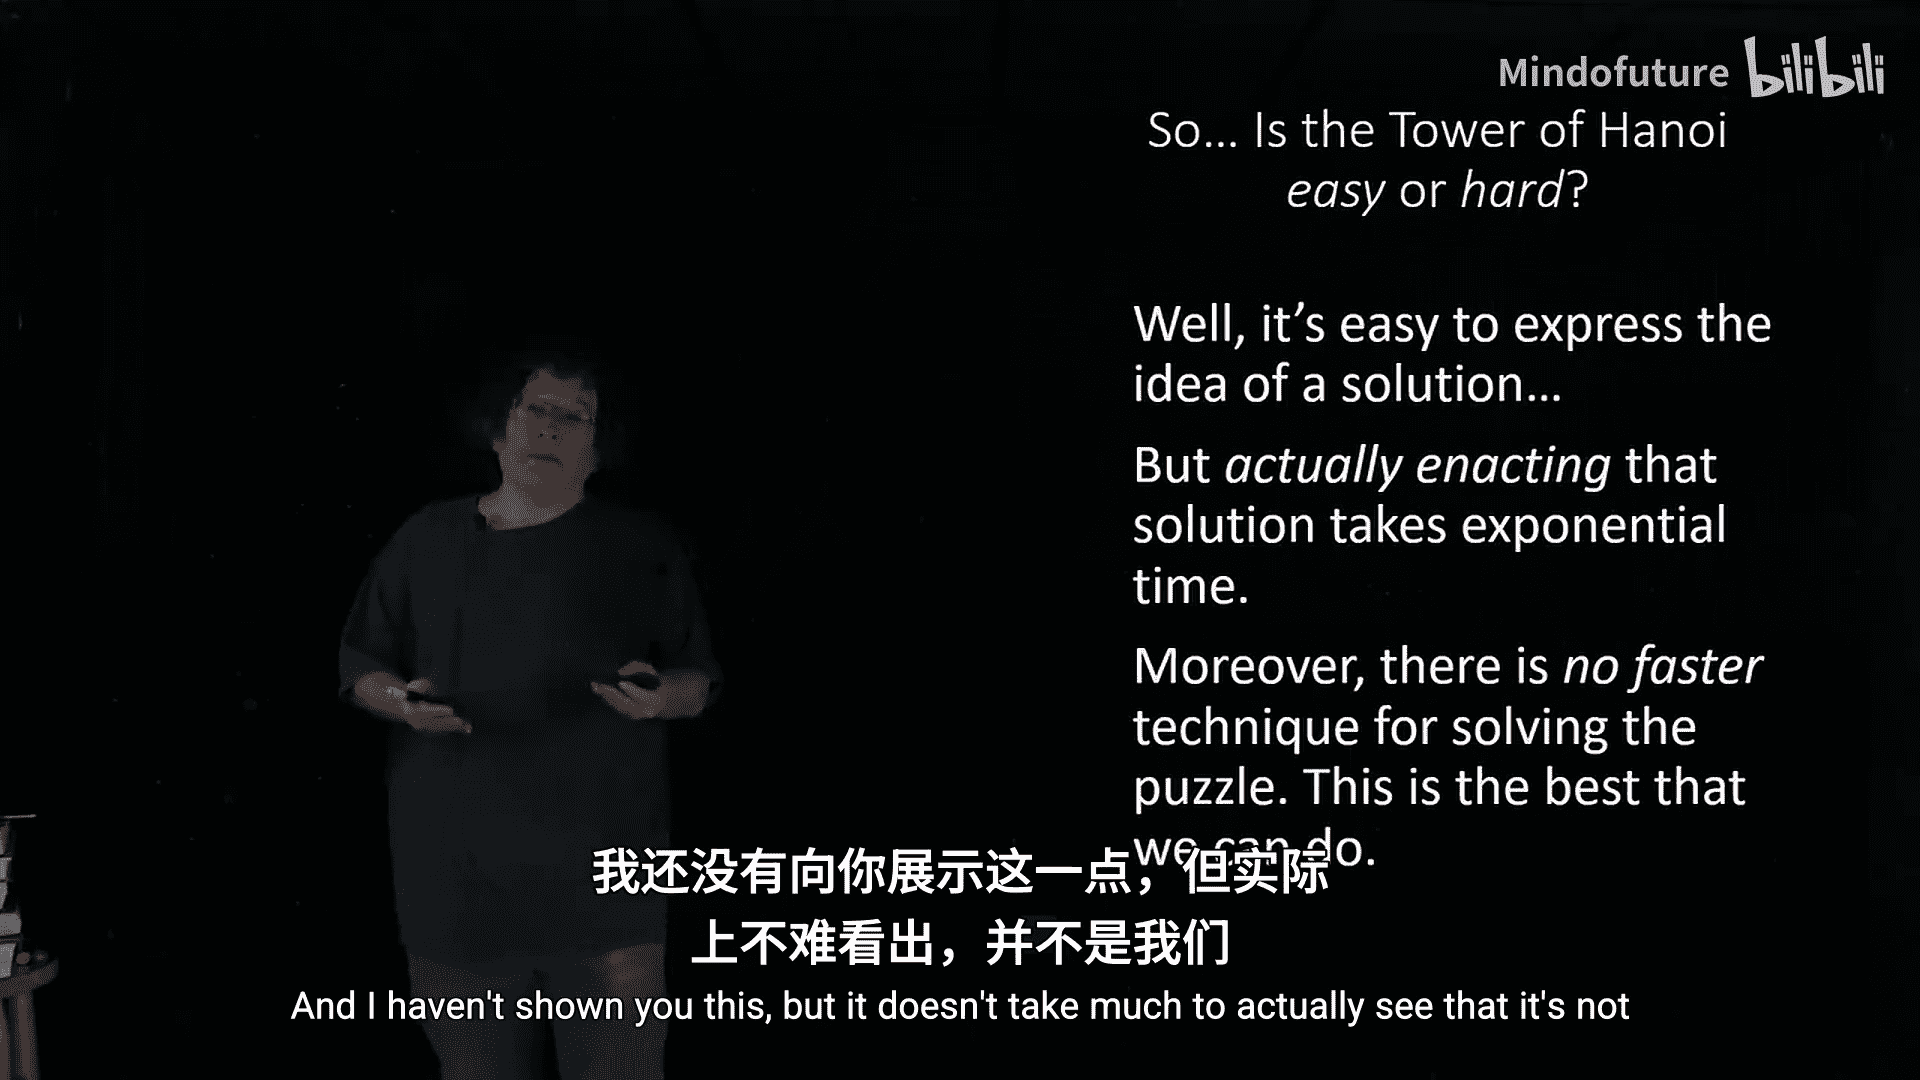 Mindofuture bilibili
So... Is the Tower of Hanoi
easy or hard?
Well, it's easy to express the
idea of a solution...
But actually enacting that
solution takes exponential
time.
Moreover, there is no faster
technique for solving the
puzzle. This is the best that
we can do.
我还没有向你展示这一点，但实际
上不难看出，并不是我们
And I haven't shown you this, but it doesn't take much to actually see that it's not